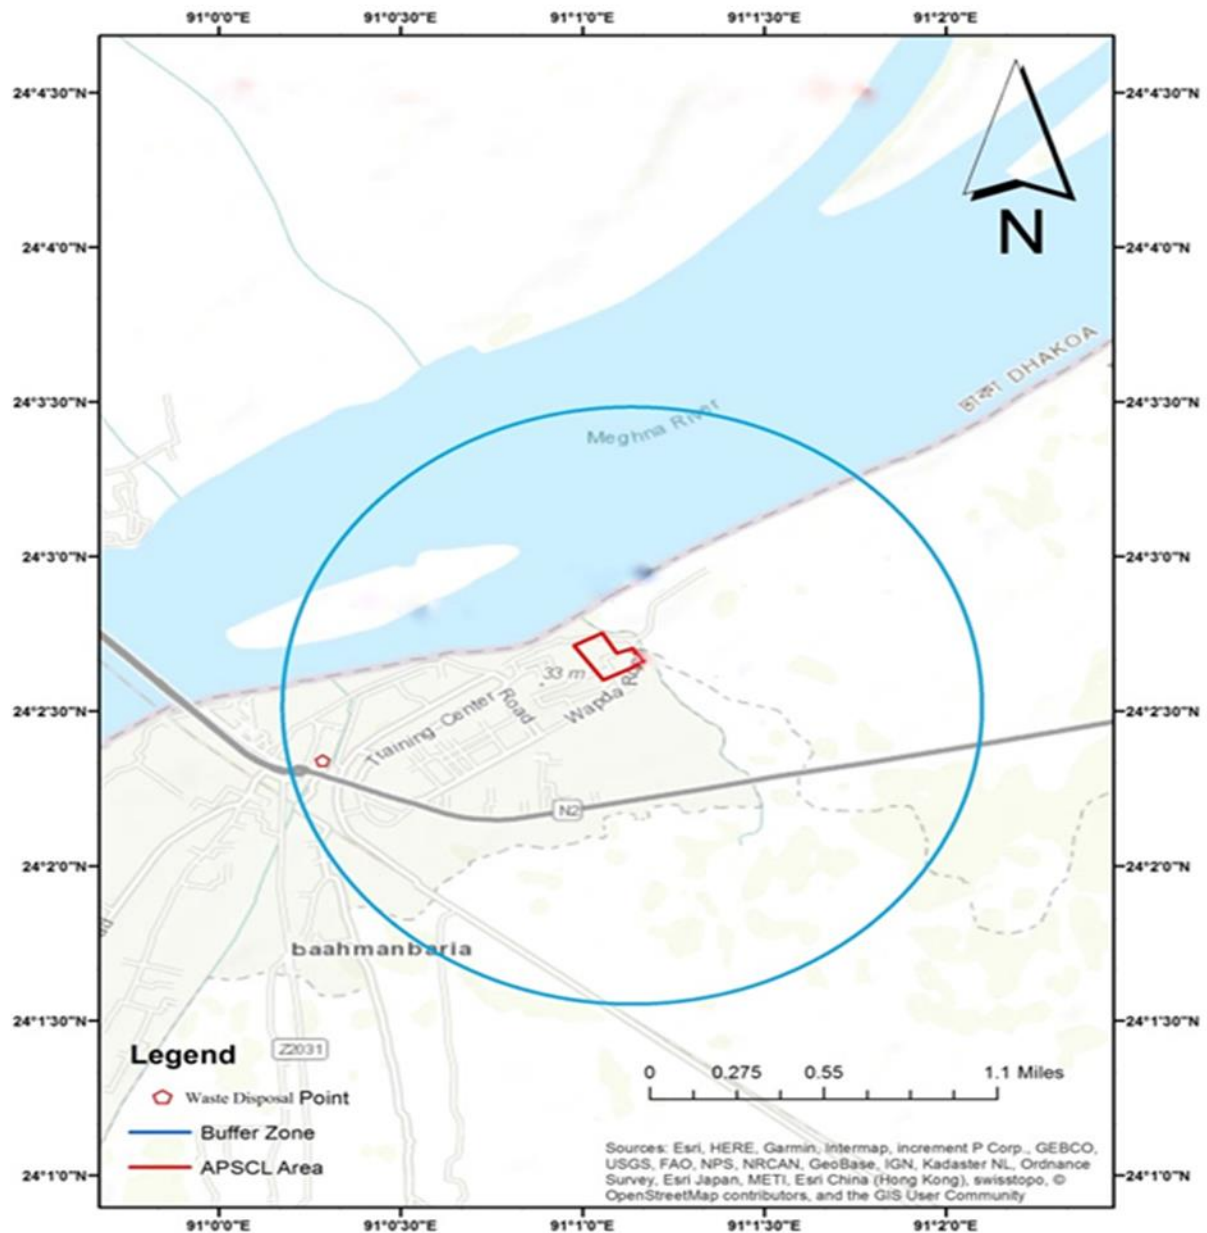 91°0'0"E 91°0'30"E 91°1'0"E 91°1'30"E 91°2'0"E
24°4'30"N 24°4'30"N
N
24°4'0"N 24°4'0"N
DHAKOA
24°3'30"N 24°3'30"N
Meghna River
24°3'0"N 24°3'0"N
33 m
Training Center Road
Wapda
24°2'30"N 24°2'30"N
N2
24°2'0"N 24°2'0"N
baahmanbaria
24°1'30"N 24°1'30"N
Z2031
Legend
Waste Disposal Point
Buffer Zone
APSCL Area
0 0.275 0.55 1.1 Miles
Sources: Esri, HERE, Garmin, Intermap, increment P Corp., GEBCO,
USGS, FAO, NPS, NRCAN, GeoBase, IGN, Kadaster NL, Ordnance
Survey, Esri Japan, METI, Esri China (Hong Kong), swisstopo, ©
OpenStreetMap contributors, and the GIS User Community
24°1'0"N 24°1'0"N
91°0'0"E 91°0'30"E 91°1'0"E 91°1'30"E 91°2'0"E